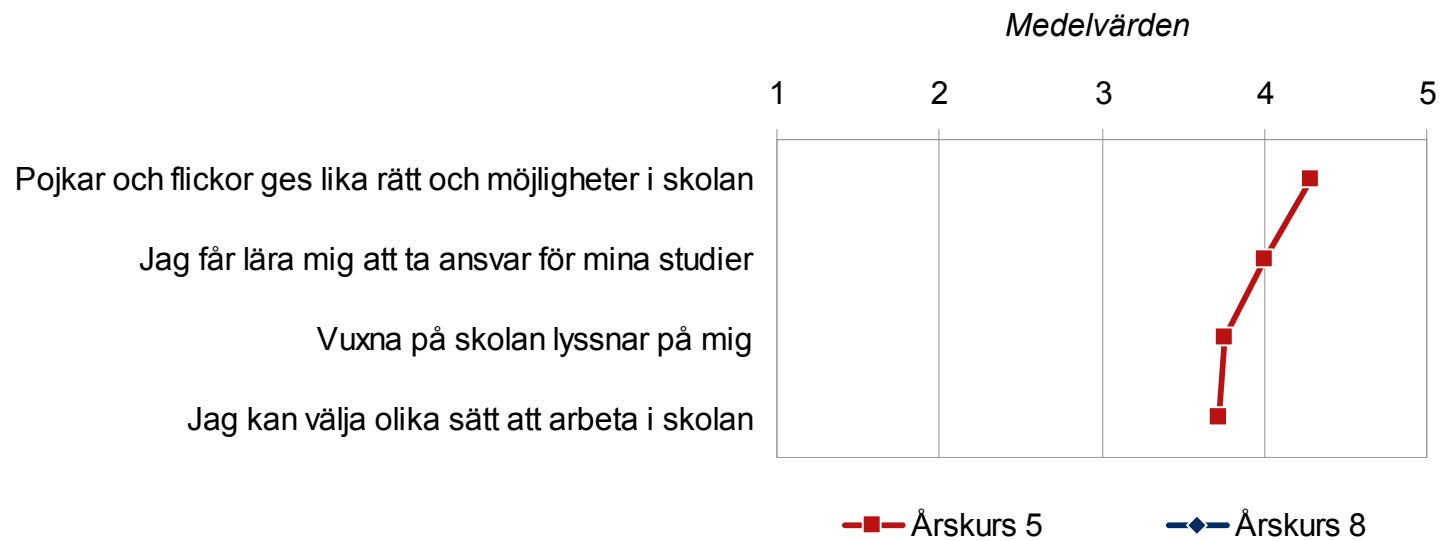 Medelvärden
1 2 3 4 5
Pojkar och flickor ges lika rätt och möjligheter i skolan
Jag får lära mig att ta ansvar för mina studier
Vuxna på skolan lyssnar på mig
Jag kan välja olika sätt att arbeta i skolan
Årskurs 5 Årskurs 8